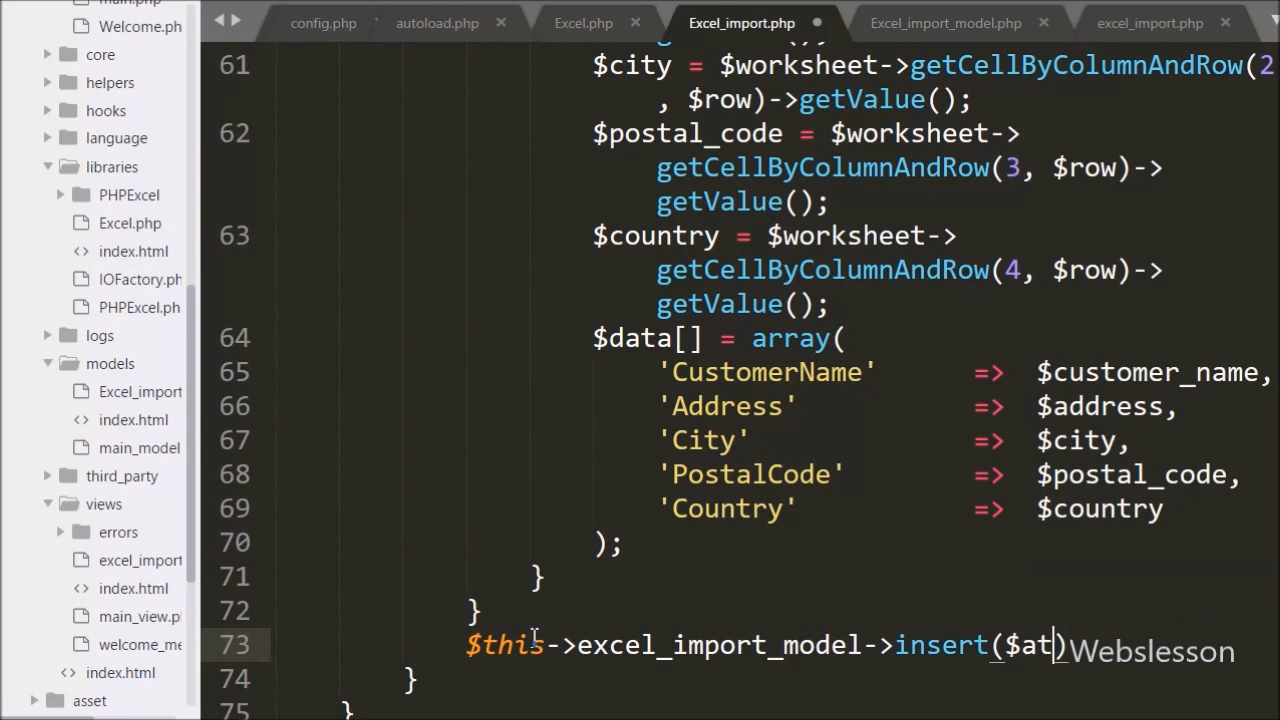 config.php autoload.php Excel.php Excel_import.php Excel_import_model.php excel_import.php
Welcome.php
core
helpers
hooks
language
libraries
PHPExcel
Excel.php
index.html
IOFactory.ph
PHPExcel.ph
logs
models
Excel_import
index.html
main_model
third_party
views
errors
excel_import
index.html
main_view.p
welcome_me
index.html
asset
61 $city = $worksheet->getCellByColumnAndRow(2
, $row)->getValue();
62 $postal_code = $worksheet->
getCellByColumnAndRow(3, $row)->
getValue();
63 $country = $worksheet->
getCellByColumnAndRow(4, $row)->
getValue();
64 $data[] = array(
65 'CustomerName' => $customer_name,
66 'Address' => $address,
67 'City' => $city,
68 'PostalCode' => $postal_code,
69 'Country' => $country
70 );
71 }
72 }
73 $this->excel_import_model->insert($at)
74 }
75 }
Webslesson